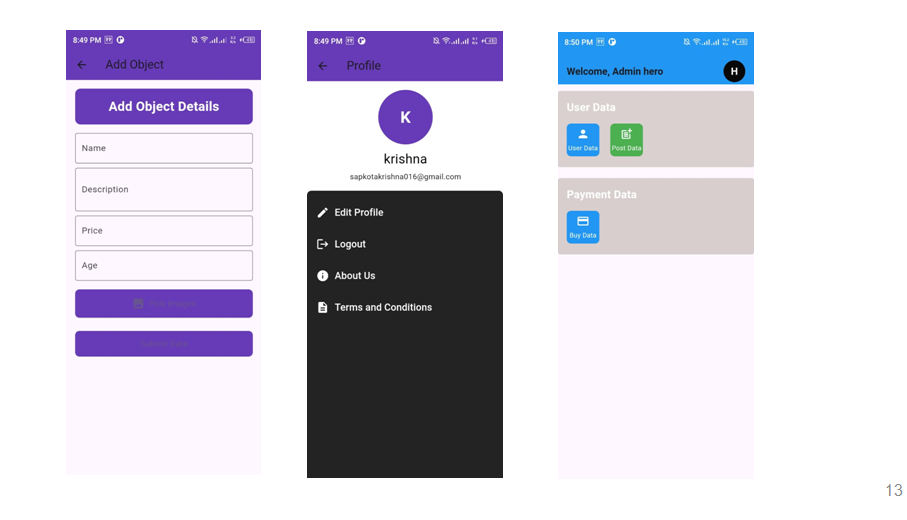 8:49 PM
Add Object
Add Object Details
Name
Description
Price
Age
8:49 PM
Profile
K
krishna
sapkotakrishna016@gmail.com
Edit Profile
Logout
About Us
Terms and Conditions
8:50 PM
Welcome, Admin hero
H
User Data
User Data
Post Data
Payment Data
Buy Data
13